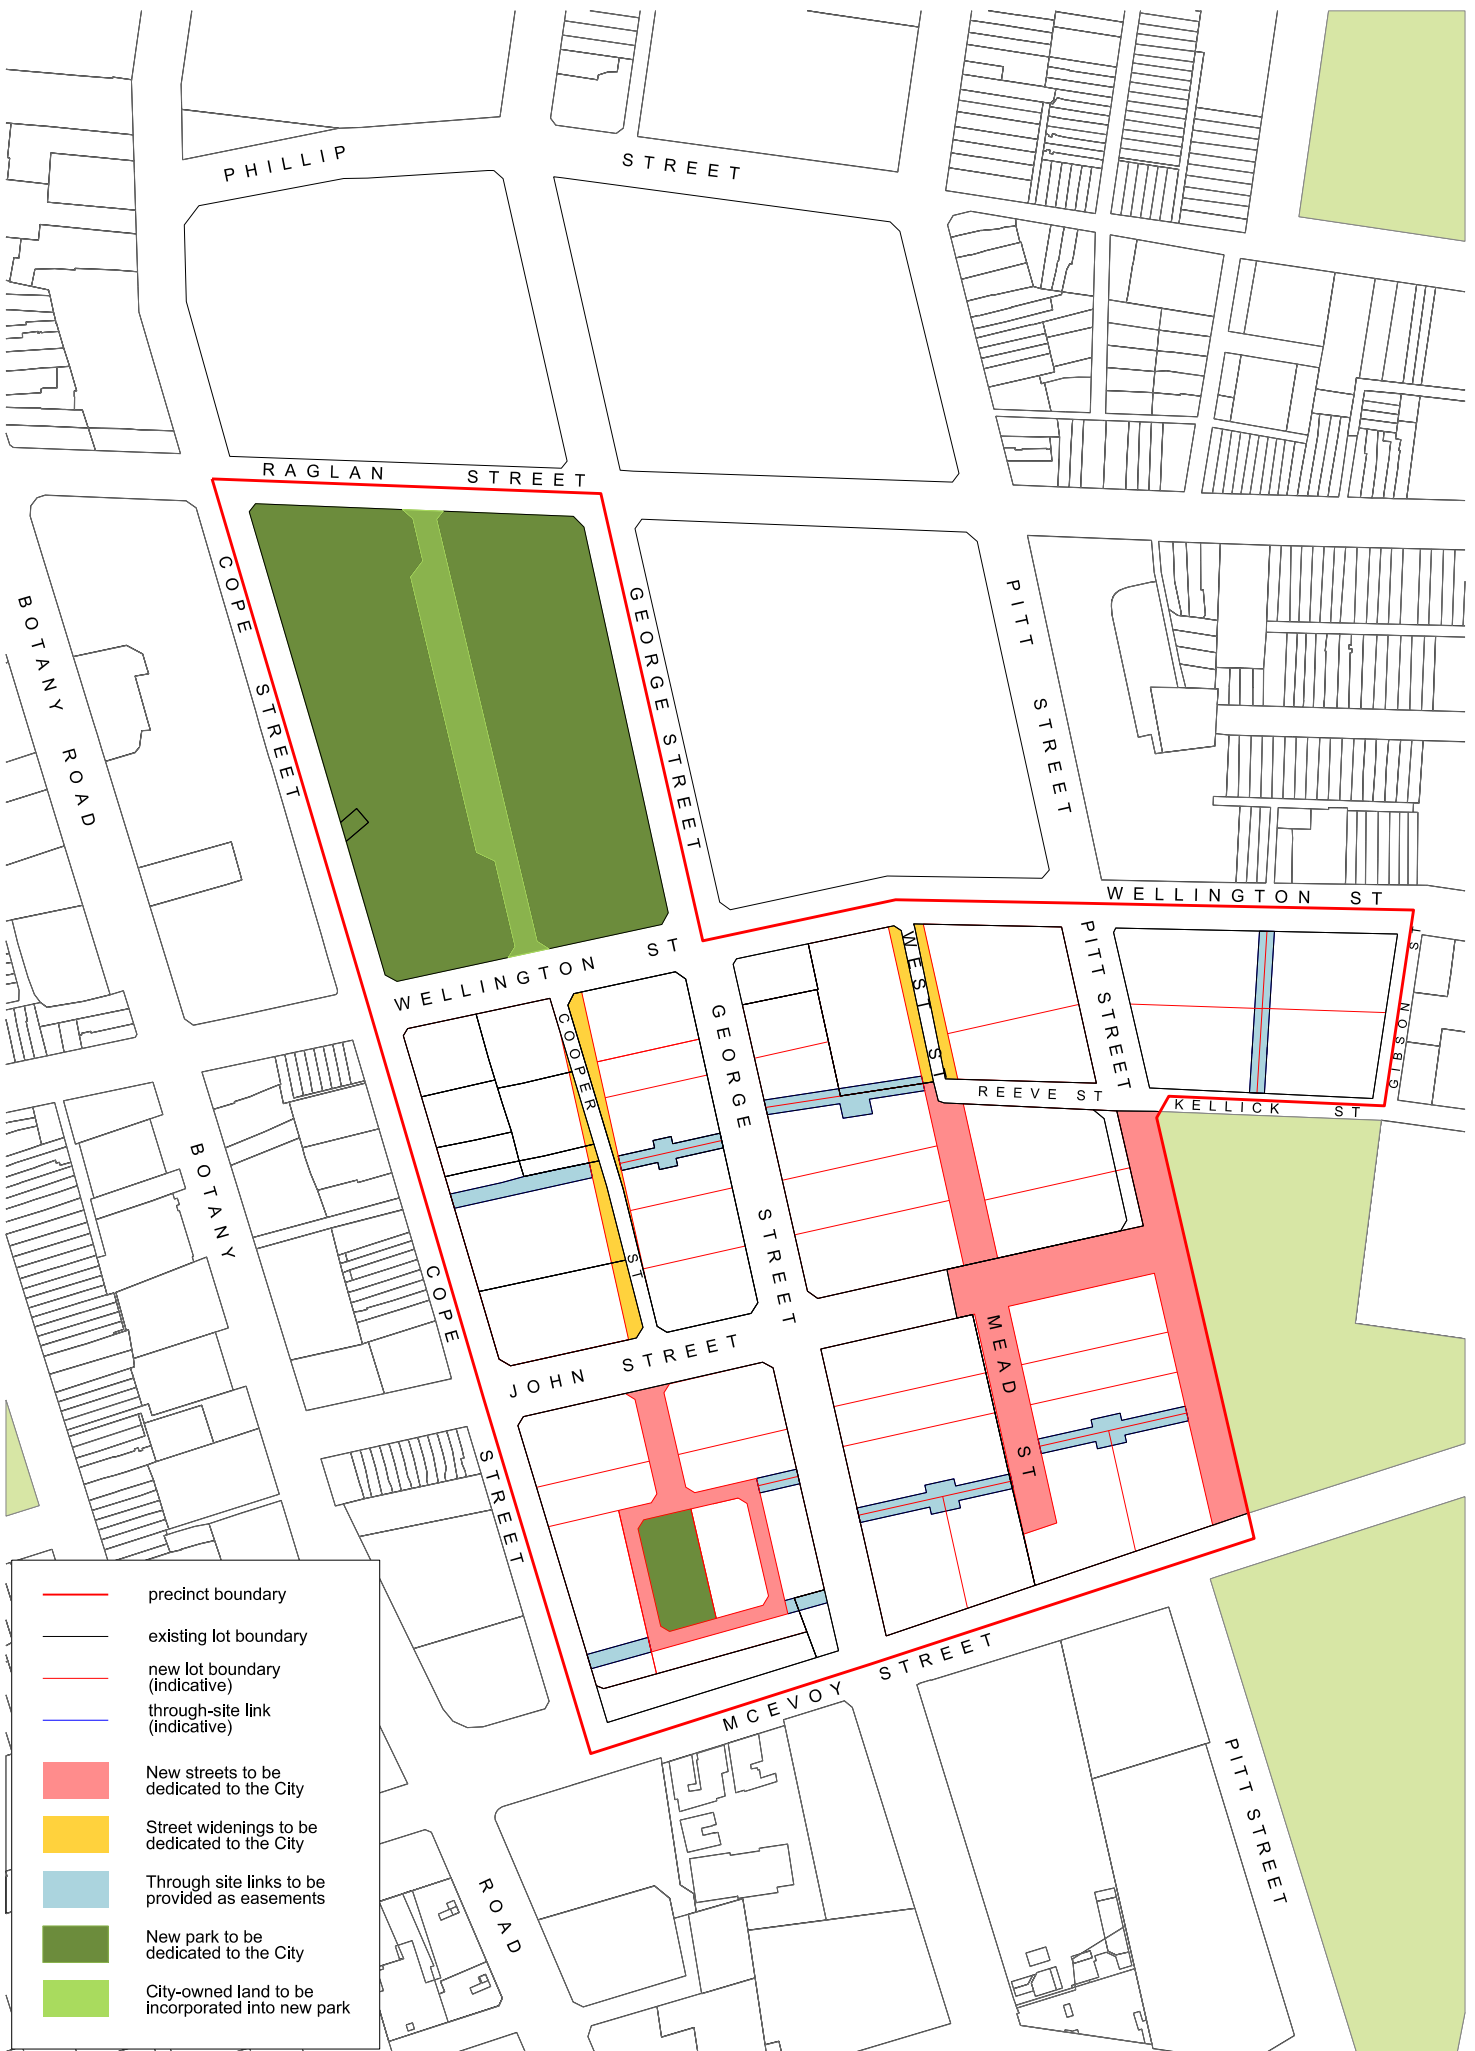 PHILLIP STREET
RAGLAN STREET
COPE STREET
GEORGE STREET
PITT STREET
BOTANY ROAD
WELLINGTON ST
WELLINGTON ST
WEST ST
PITT STREET
GIBSON ST
COOPER ST
GEORGE STREET
REEVE ST
KELLICK ST
BOTANY ROAD
COPE STREET
JOHN STREET
MEAD ST
MCEVOY STREET
PITT STREET
precinct boundary
existing lot boundary
new lot boundary
(indicative)
through-site link
(indicative)
New streets to be
dedicated to the City
Street widenings to be
dedicated to the City
Through site links to be
provided as easements
New park to be
dedicated to the City
City-owned land to be
incorporated into new park